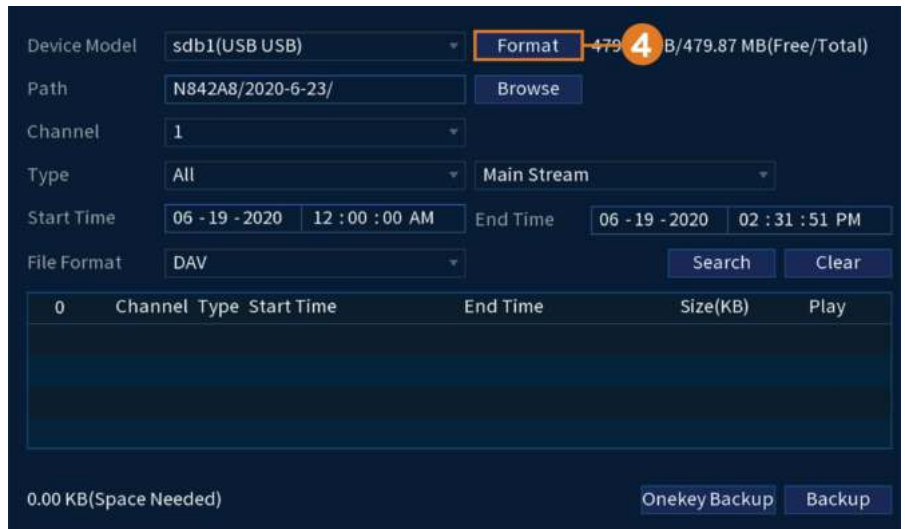 Device Model sdb1(USB USB) Format 479 4 B/479.87 MB(Free/Total)
Path N842A8/2020-6-23/ Browse
Channel 1
Type All Main Stream
Start Time 06 - 19 - 2020 12 : 00 : 00 AM End Time 06 - 19 - 2020 02 : 31 : 51 PM
File Format DAV Search Clear
0 Channel Type Start Time End Time Size(KB) Play
0.00 KB(Space Needed) Onekey Backup Backup